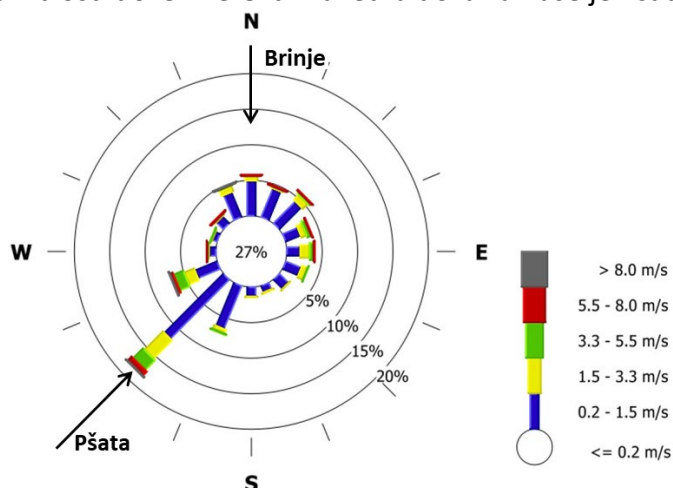 N
Brinje
W
27%
E
5%
10%
15%
20%
Pšata
S
> 8.0 m/s
5.5 - 8.0 m/s
3.3 - 5.5 m/s
1.5 - 3.3 m/s
0.2 - 1.5 m/s
<= 0.2 m/s